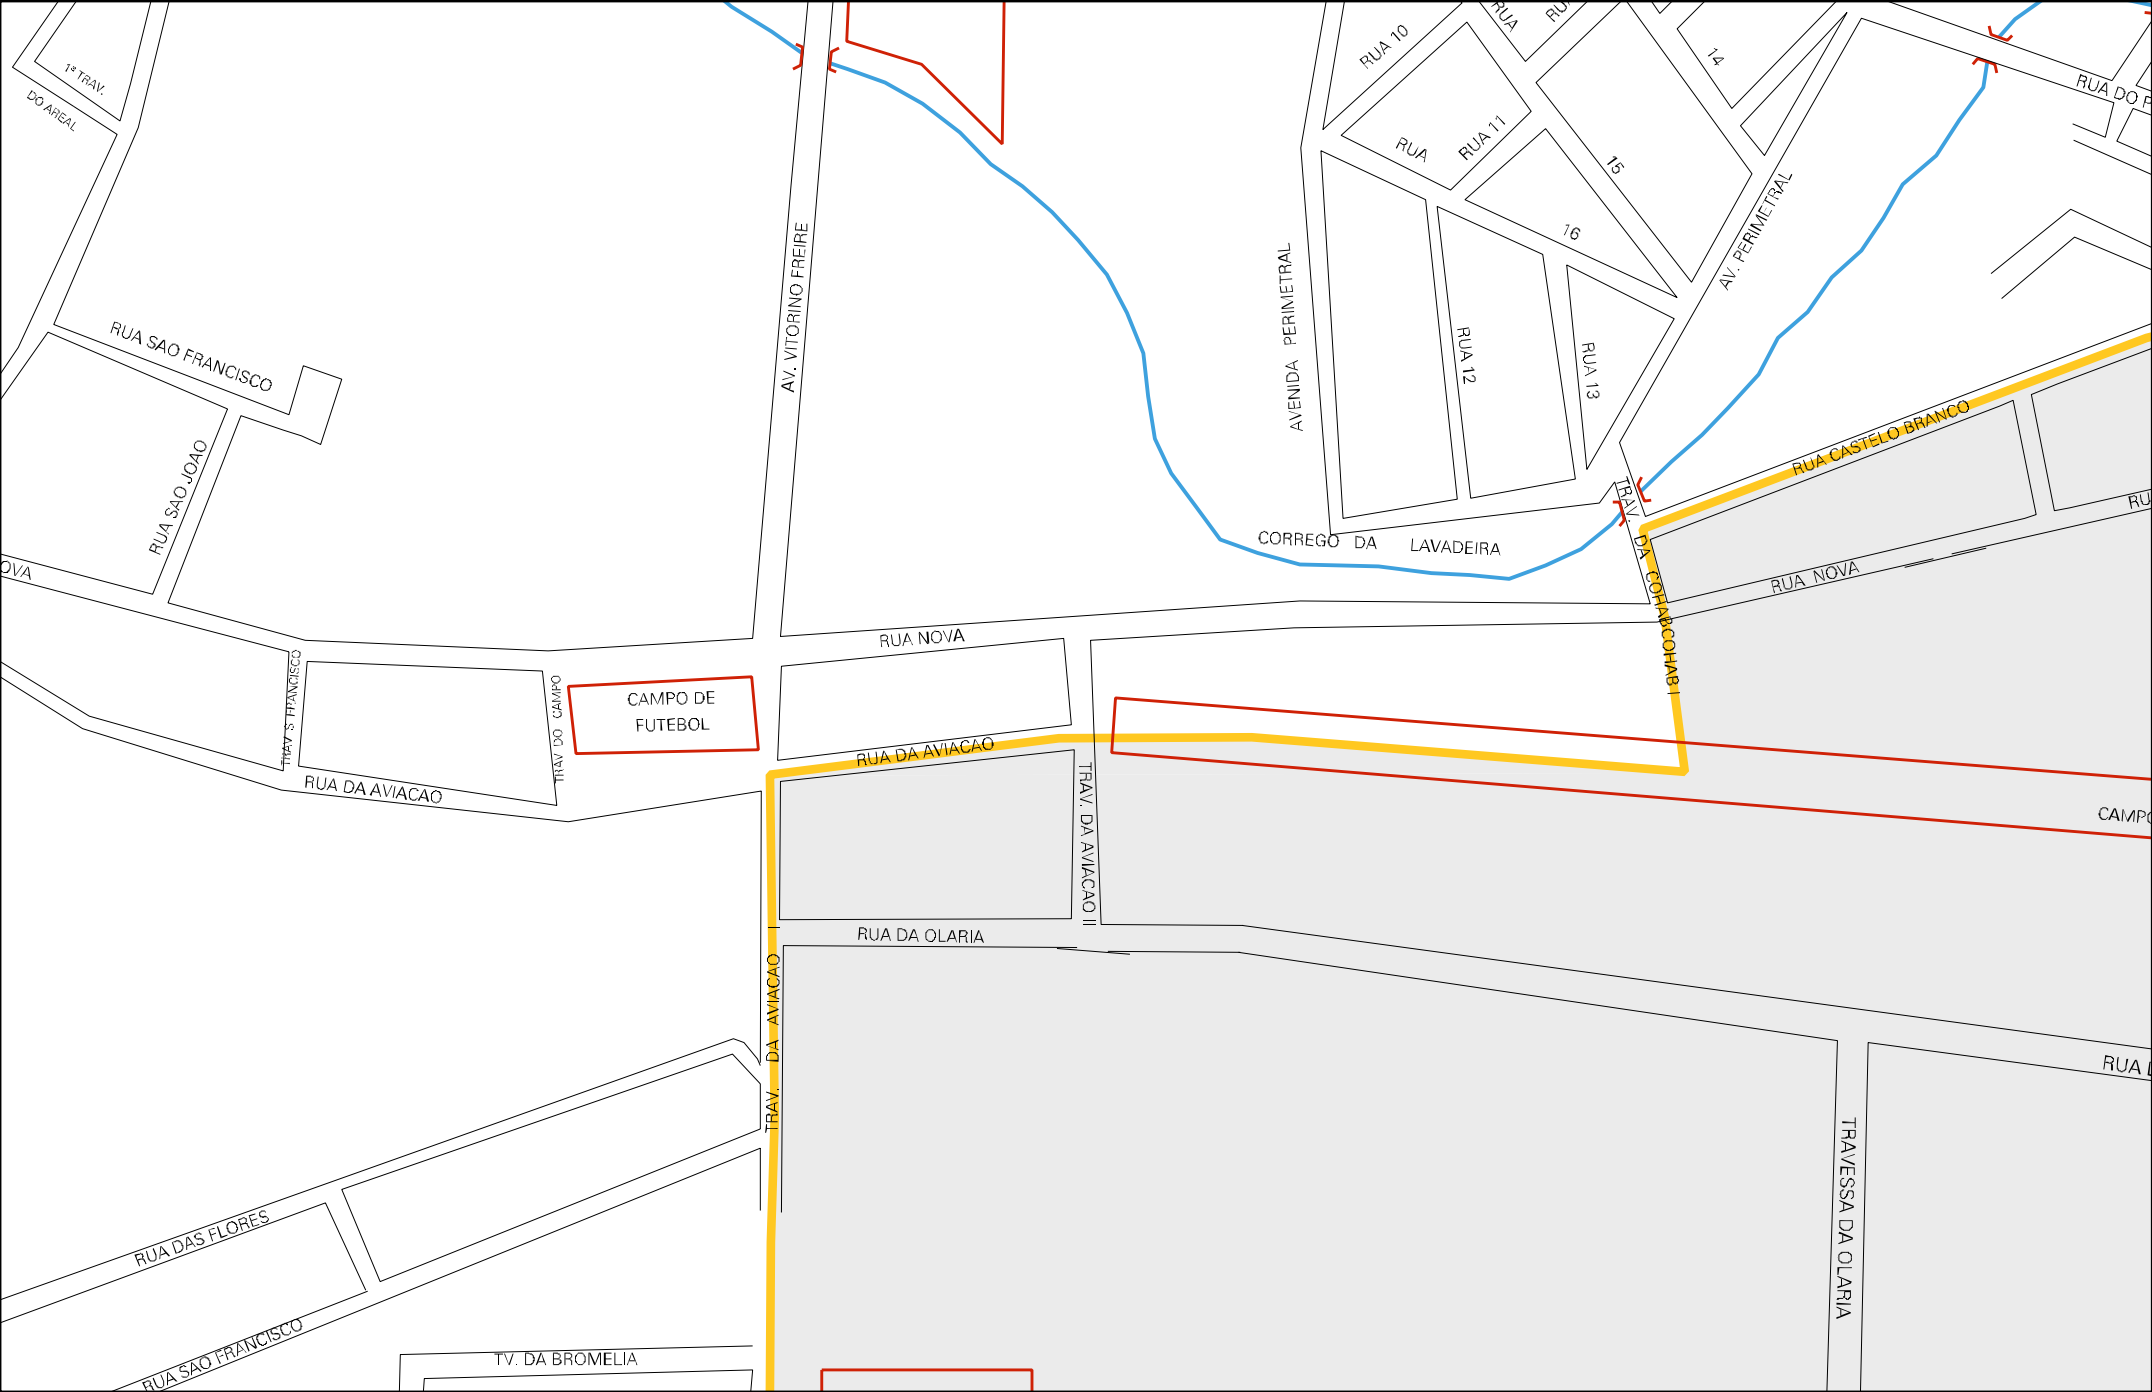 RUA 10
RUA
RU
14
1ª TRAV.
DO AREAL
RUA DO P
RUA
RUA 11
15
16
AV. PERIMETRAL
AV. VITORINO FREIRE
AVENIDA PERIMETRAL
RUA SAO FRANCISCO
RUA 12
RUA 13
RUA CASTELO BRANCO
RUA SAO JOAO
TRAV. DA COHAB
COHAB I
RU
CORREGO DA LAVADEIRA
OVA
RUA NOVA
RUA NOVA
TRAV S FRANCISCO
TRAV DO CAMPO
CAMPO DE
FUTEBOL
RUA DA AVIACAO
RUA DA AVIACAO
TRAV. DA AVIACAO II
CAMPO
RUA DA OLARIA
TRAV. DA AVIACAO I
RUA D
TRAVESSA DA OLARIA
RUA DAS FLORES
RUA SAO FRANCISCO
TV. DA BROMELIA